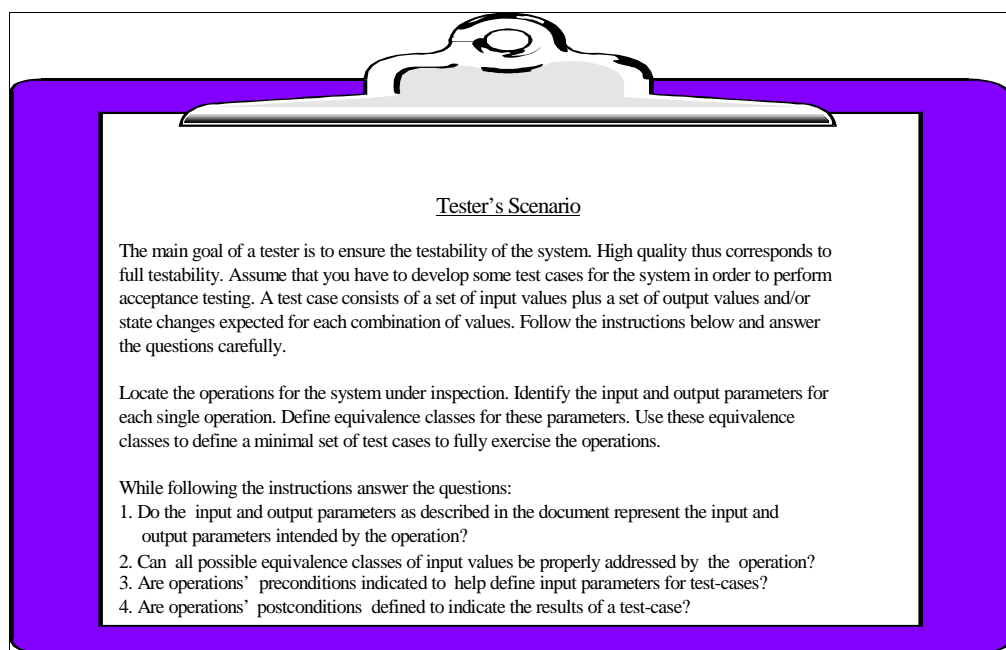 Tester’s Scenario
The main goal of a tester is to ensure the testability of the system. High quality thus corresponds to
full testability. Assume that you have to develop some test cases for the system in order to perform
acceptance testing. A test case consists of a set of input values plus a set of output values and/or
state changes expected for each combination of values. Follow the instructions below and answer
the questions carefully.
Locate the operations for the system under inspection. Identify the input and output parameters for
each single operation. Define equivalence classes for these parameters. Use these equivalence
classes to define a minimal set of test cases to fully exercise the operations.
While following the instructions answer the questions:
1. Do the input and output parameters as described in the document represent the input and
output parameters intended by the operation?
2. Can all possible equivalence classes of input values be properly addressed by the operation?
3. Are operations’ preconditions indicated to help define input parameters for test-cases?
4. Are operations’ postconditions defined to indicate the results of a test-case?